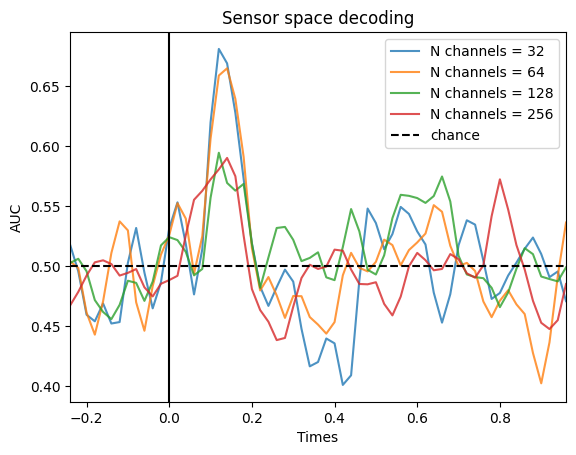 Sensor space decoding
N channels = 32
N channels = 64
N channels = 128
N channels = 256
chance
AUC
0.65
0.60
0.55
0.50
0.45
0.40
−0.2
0.0
0.2
0.4
0.6
0.8
Times